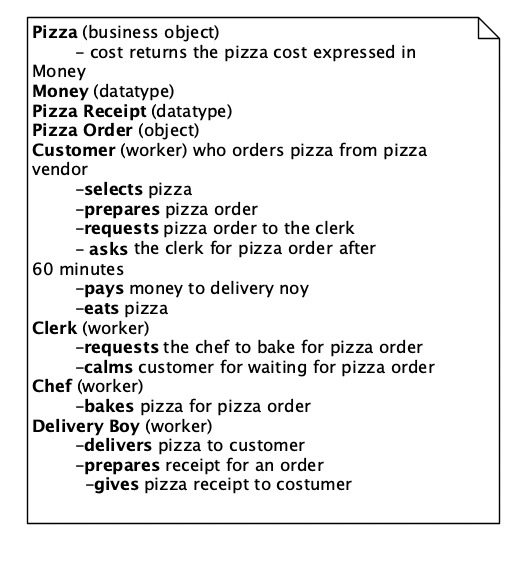 Pizza (business object)
- cost returns the pizza cost expressed in
Money
Money (datatype)
Pizza Receipt (datatype)
Pizza Order (object)
Customer (worker) who orders pizza from pizza
vendor
-selects pizza
-prepares pizza order
-requests pizza order to the clerk
- asks the clerk for pizza order after
60 minutes
-pays money to delivery noy
-eats pizza
Clerk (worker)
-requests the chef to bake for pizza order
-calms customer for waiting for pizza order
Chef (worker)
-bakes pizza for pizza order
Delivery Boy (worker)
-delivers pizza to customer
-prepares receipt for an order
-gives pizza receipt to costumer